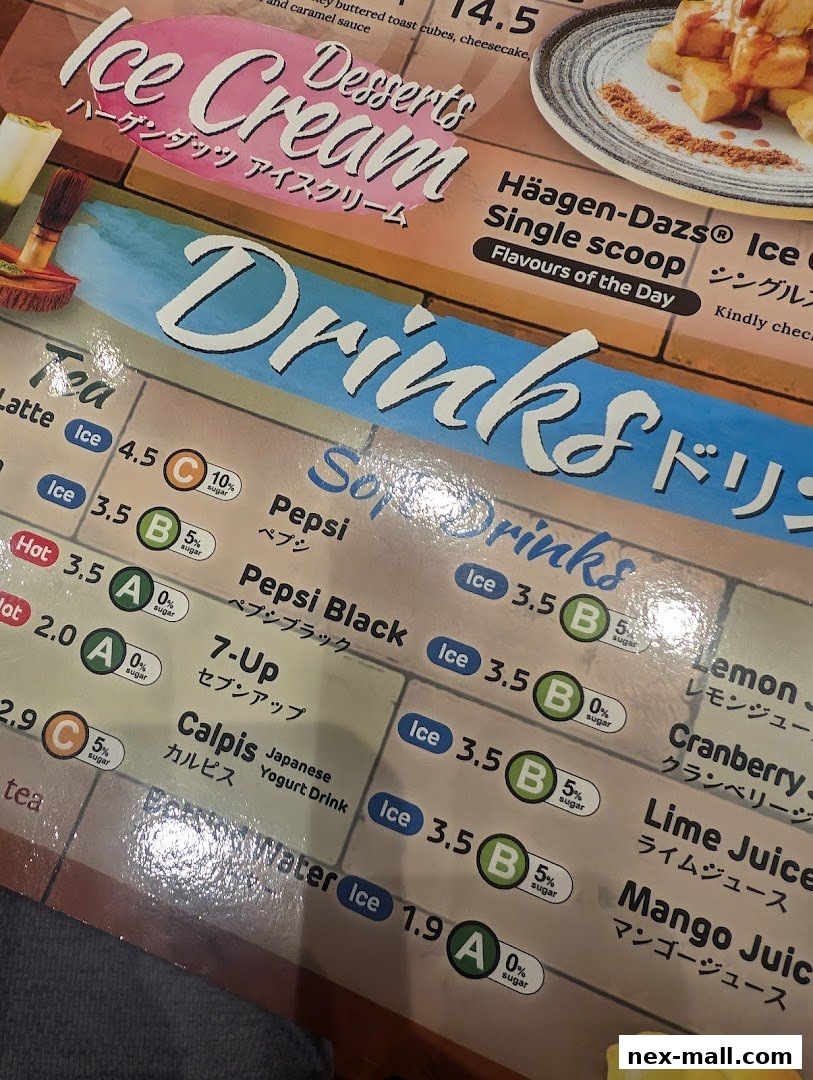 buttered toast cubes, cheesecake,
and caramel sauce
14.5
Desserts
Ice Cream
ハーゲンダッツ アイスクリーム
Häagen-Dazs® Ice
Single scoop
シングル
Flavours of the Day
Kindly
Drinks ドリン
Tea
Latte Ice 4.5 C 10% sugar
Ice 3.5 B 5% sugar
Hot 3.5 A 0% sugar
Hot 2.0 A 0% sugar
2.9 C 5% sugar
tea
Soft Drinks
Pepsi Ice 3.5 B 5%
ペプシ
Pepsi Black Ice 3.5 B 0% sugar
ペプシブラック
7-Up Ice 3.5 B 5% sugar
セブンアップ
Calpis Japanese Yogurt Drink Ice 3.5 B 5% sugar
カルピス
Water Ice 1.9 A 0% sugar
Lemon
レモンジュー
Cranberry
クランベリー
Lime Juice
ライムジュース
Mango Juic
マンゴージュース
nex-mall.com